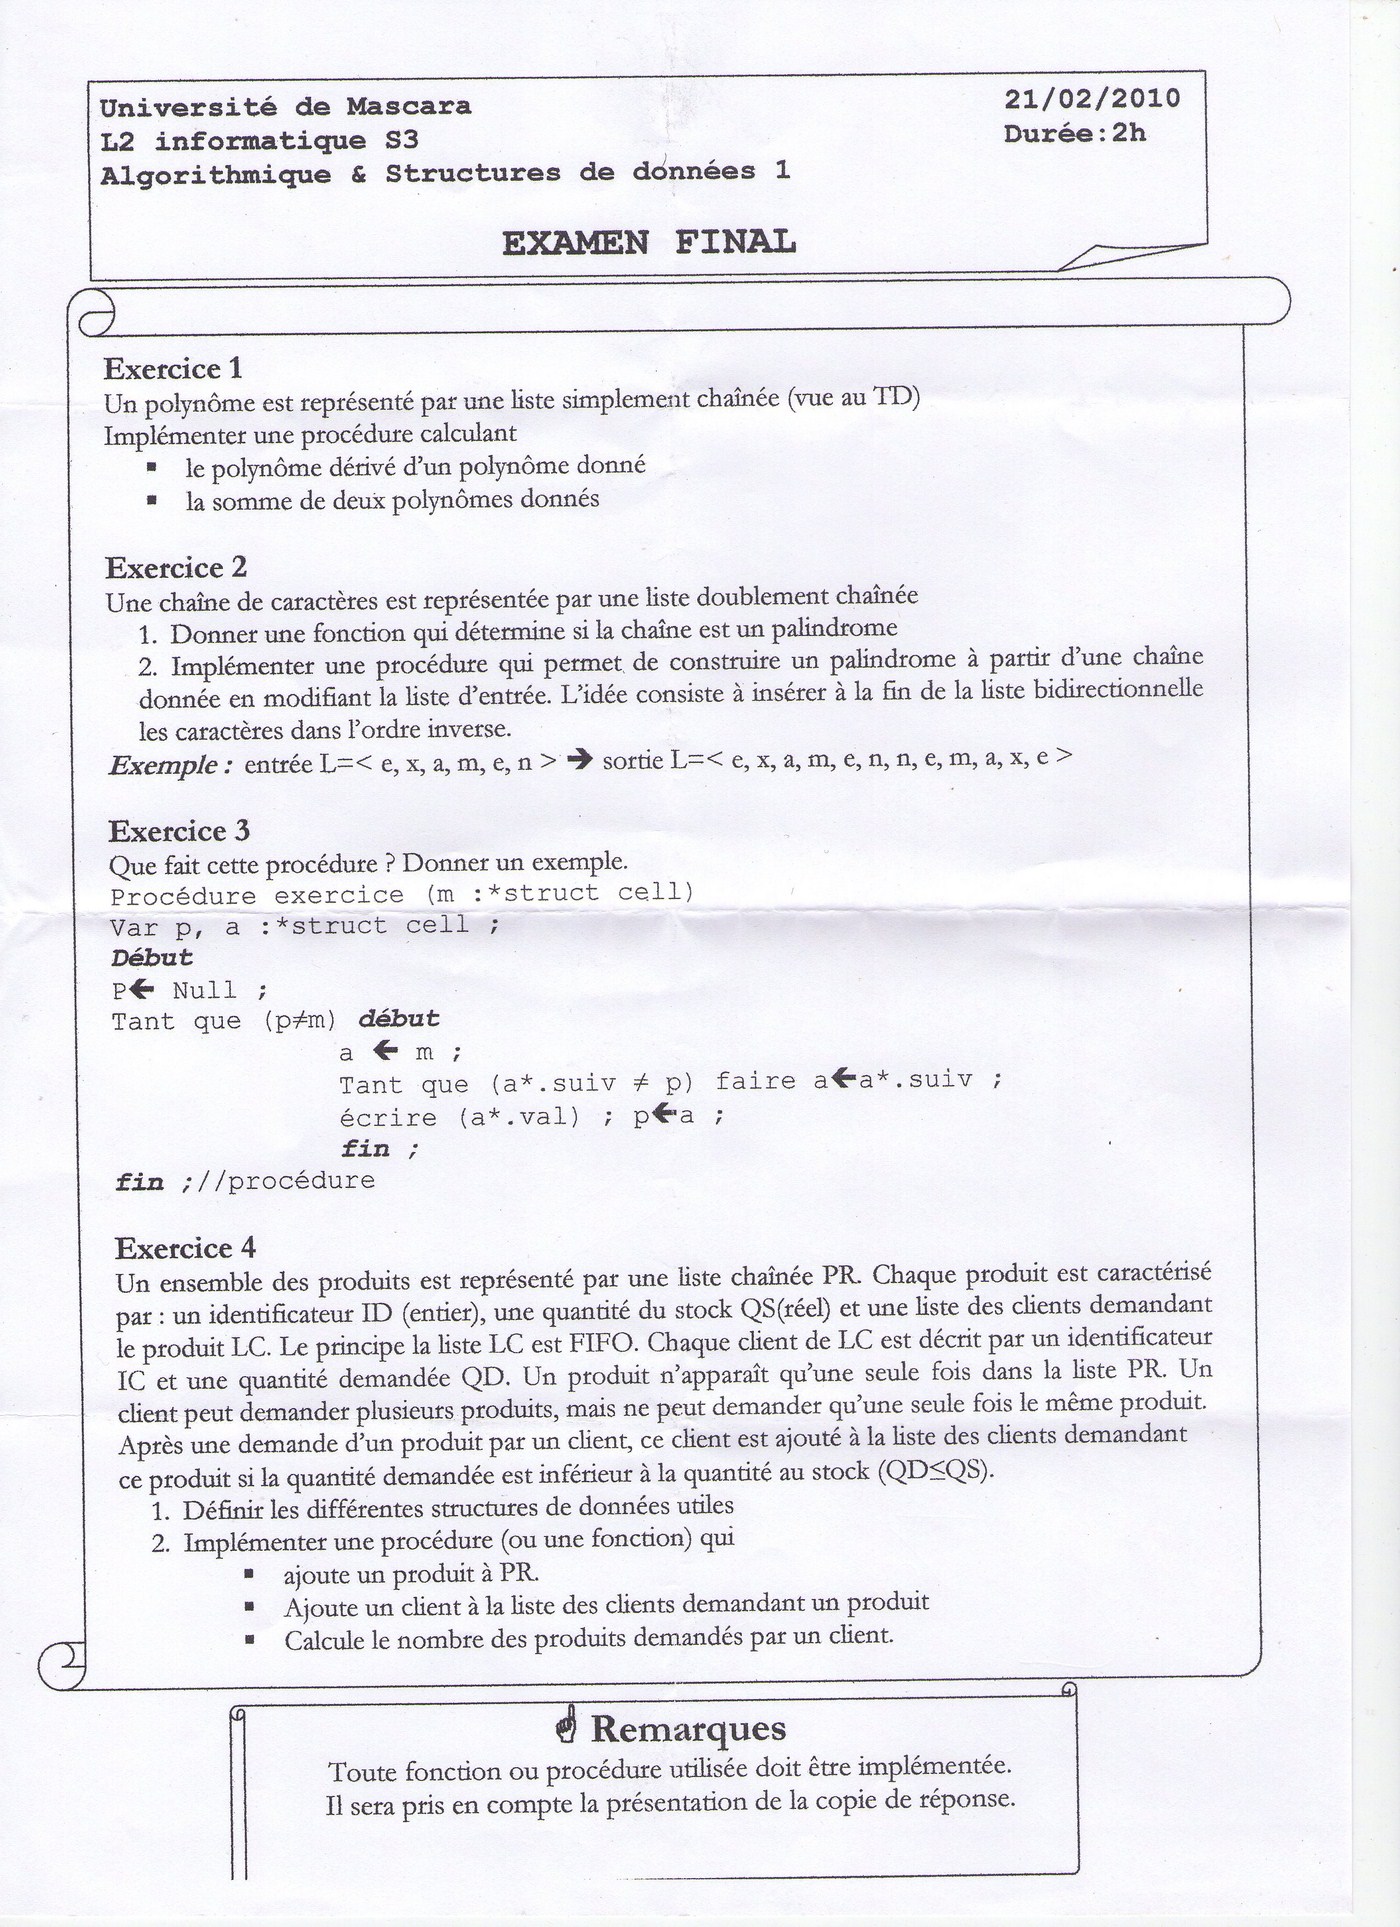 Université de Mascara
21/02/2010
L2 informatique S3
Durée:2h
Algorithmique & Structures de données 1
EXAMEN FINAL
Exercice 1
Un polynôme est représenté par une liste simplement chaînée (vue au TD)
Implémenter une procédure calculant
▪ le polynôme dérivé d'un polynôme donné
▪ la somme de deux polynômes donnés
Exercice 2
Une chaîne de caractères est représentée par une liste doublement chaînée
1. Donner une fonction qui détermine si la chaîne est un palindrome
2. Implémenter une procédure qui permet de construire un palindrome à partir d'une chaîne
donnée en modifiant la liste d'entrée. L'idée consiste à insérer à la fin de la liste bidirectionnelle
les caractères dans l'ordre inverse.
Exemple : entrée L=< e, x, a, m, e, n > ➔ sortie L=< e, x, a, m, e, n, n, e, m, a, x, e >
Exercice 3
Que fait cette procédure ? Donner un exemple.
Procédure exercice (m :*struct cell)
Var p, a :*struct cell ;
Début
P← Null ;
Tant que (p≠m) début
a ← m ;
Tant que (a*.suiv ≠ p) faire a←a*.suiv ;
écrire (a*.val) ; p←a ;
fin ;
fin ;//procédure
Exercice 4
Un ensemble des produits est représenté par une liste chaînée PR. Chaque produit est caractérisé
par : un identificateur ID (entier), une quantité du stock QS(réel) et une liste des clients demandant
le produit LC. Le principe la liste LC est FIFO. Chaque client de LC est décrit par un identificateur
IC et une quantité demandée QD. Un produit n'apparaît qu'une seule fois dans la liste PR. Un
client peut demander plusieurs produits, mais ne peut demander qu'une seule fois le même produit.
Après une demande d'un produit par un client, ce client est ajouté à la liste des clients demandant
ce produit si la quantité demandée est inférieur à la quantité au stock (QD≤QS).
1. Définir les différentes structures de données utiles
2. Implémenter une procédure (ou une fonction) qui
▪ ajoute un produit à PR.
▪ Ajoute un client à la liste des clients demandant un produit
▪ Calcule le nombre des produits demandés par un client.
☝ Remarques
Toute fonction ou procédure utilisée doit être implémentée.
Il sera pris en compte la présentation de la copie de réponse.